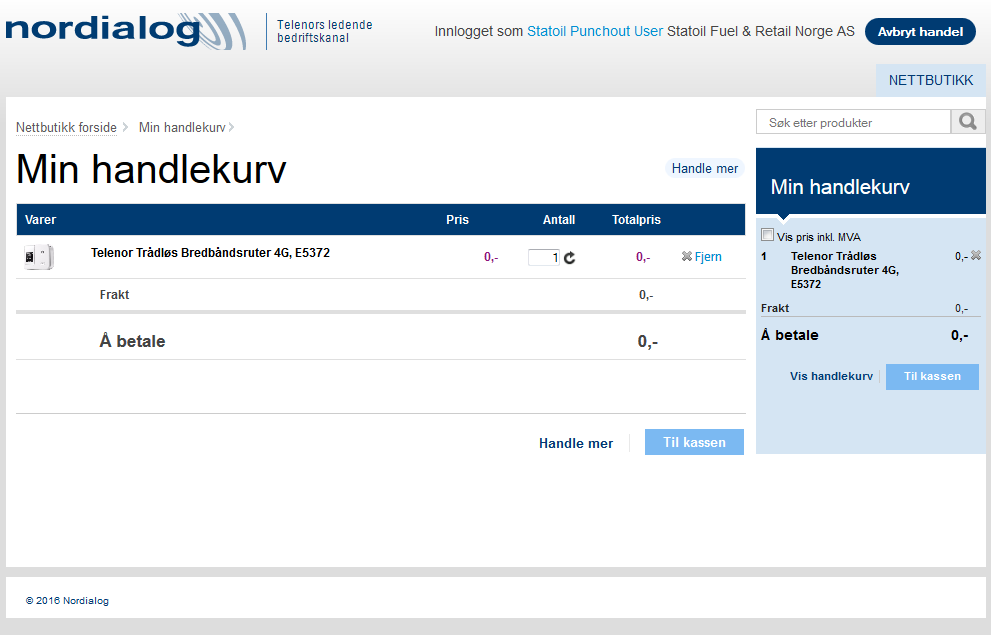 nordialog
Telenors ledende
bedriftskanal
Innlogget som Statoil Punchout User Statoil Fuel & Retail Norge AS
Avbryt handel
NETTBUTIKK
Nettbutikk forside
Min handlekurv
Søk etter produkter
Min handlekurv
Handle mer
Varer Pris Antall Totalpris
Telenor Trådløs Bredbåndsruter 4G, E5372 0,- 1 0,- Fjern
Frakt 0,-
Å betale 0,-
Handle mer
Til kassen
Min handlekurv
Vis pris inkl. MVA
1 Telenor Trådløs 0,-
Bredbåndsruter 4G,
E5372
Frakt 0,-
Å betale 0,-
Vis handlekurv
Til kassen
© 2016 Nordialog